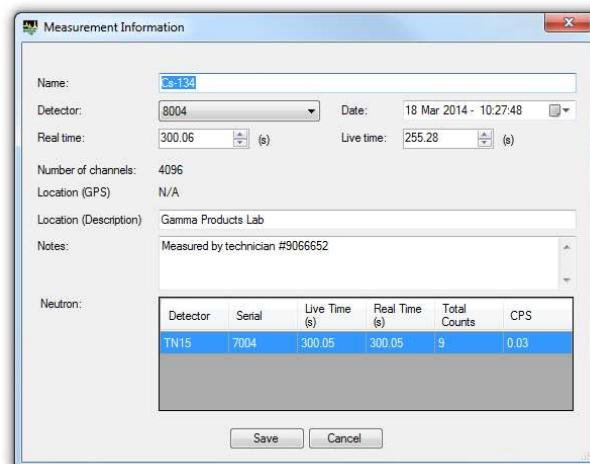 Measurement Information
Name: Cs-134
Detector: 8004 Date: 18 Mar 2014 - 10:27:48
Real time: 300.06 (s) Live time: 255.28 (s)
Number of channels: 4096
Location (GPS) N/A
Location (Description) Gamma Products Lab
Notes: Measured by technician #9066652
Neutron:
Detector Serial Live Time (s) Real Time (s) Total Counts CPS
TN15 7004 300.05 300.05 9 0.03
Save Cancel